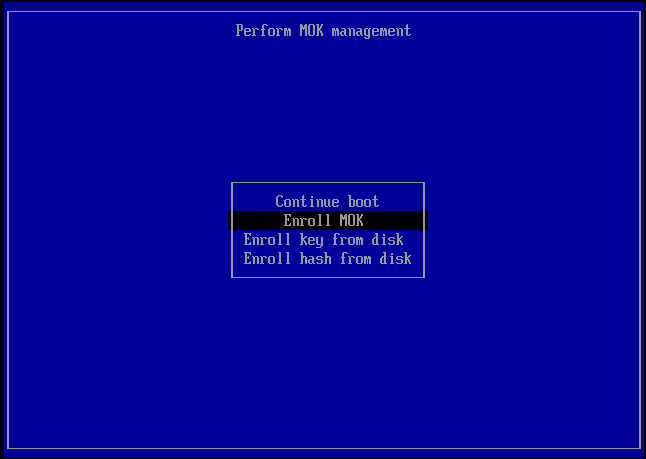 Perform MOK management
Continue boot
Enroll MOK
Enroll key from disk
Enroll hash from disk